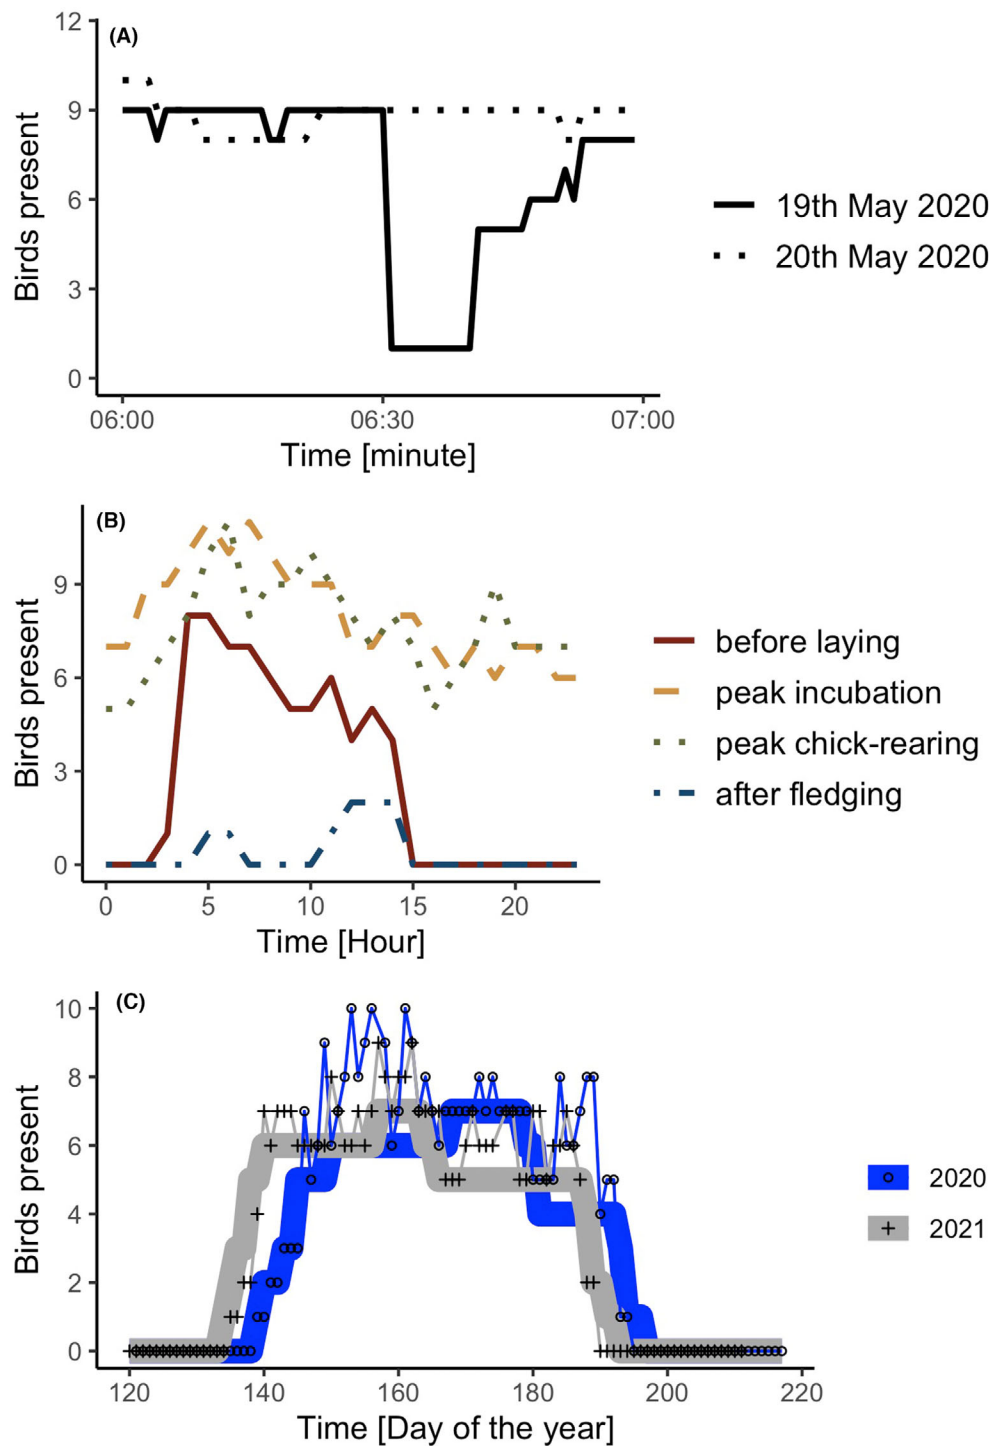 (A)
12
9
6
3
0
Birds present
06:00 06:30 07:00
Time [minute]
19th May 2020
20th May 2020
(B)
9
6
3
0
Birds present
0 5 10 15 20
Time [Hour]
before laying
peak incubation
peak chick-rearing
after fledging
(C)
10
8
6
4
2
0
Birds present
120 140 160 180 200 220
Time [Day of the year]
2020
2021